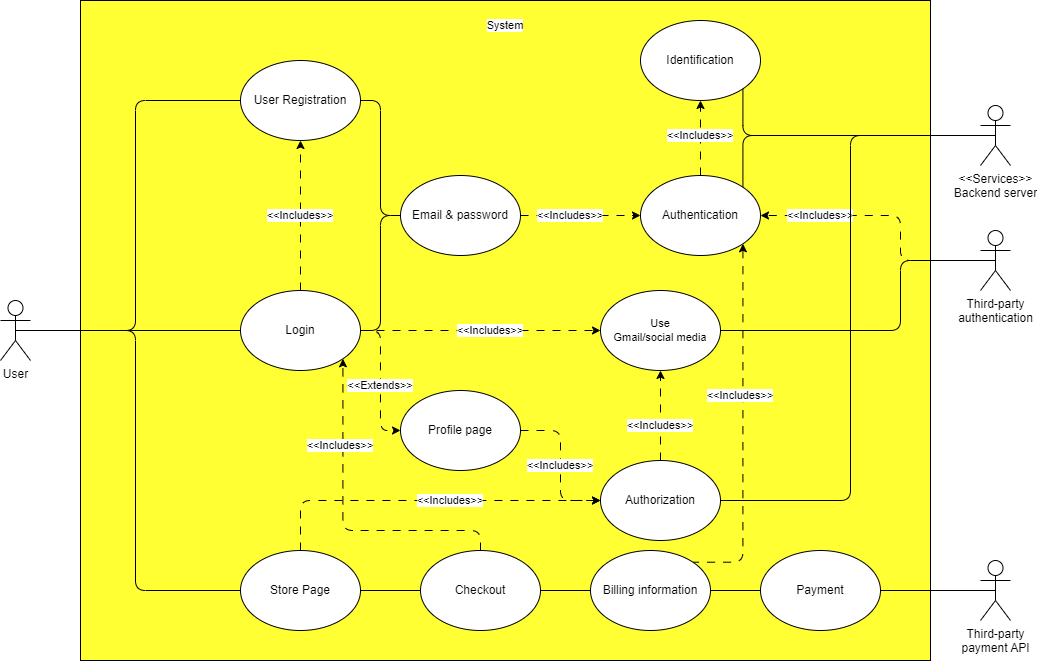 System
Identification
User Registration
<<Includes>>
<<Services>>
Backend server
<<Includes>>
Email & password
<<Includes>>
Authentication
<<Includes>>
Third-party
authentication
Login
<<Includes>>
Use
Gmail/social media
User
<<Extends>>
<<Includes>>
Profile page
<<Includes>>
<<Includes>>
<<Includes>>
<<Includes>>
Authorization
Store Page
Checkout
Billing information
Payment
Third-party
payment API